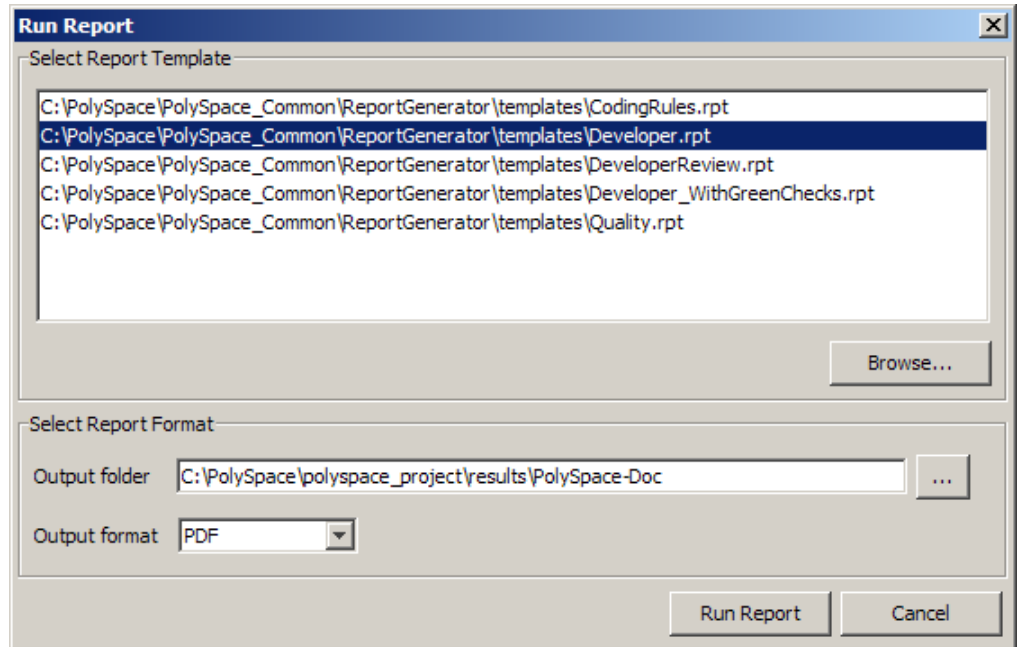 Run Report
Select Report Template
C:\PolySpace\PolySpace_Common\ReportGenerator\templates\CodingRules.rpt
C:\PolySpace\PolySpace_Common\ReportGenerator\templates\Developer.rpt
C:\PolySpace\PolySpace_Common\ReportGenerator\templates\DeveloperReview.rpt
C:\PolySpace\PolySpace_Common\ReportGenerator\templates\Developer_WithGreenChecks.rpt
C:\PolySpace\PolySpace_Common\ReportGenerator\templates\Quality.rpt
Browse...
Select Report Format
Output folder C:\PolySpace\polyspace_project\results\PolySpace-Doc ...
Output format PDF
Run Report Cancel